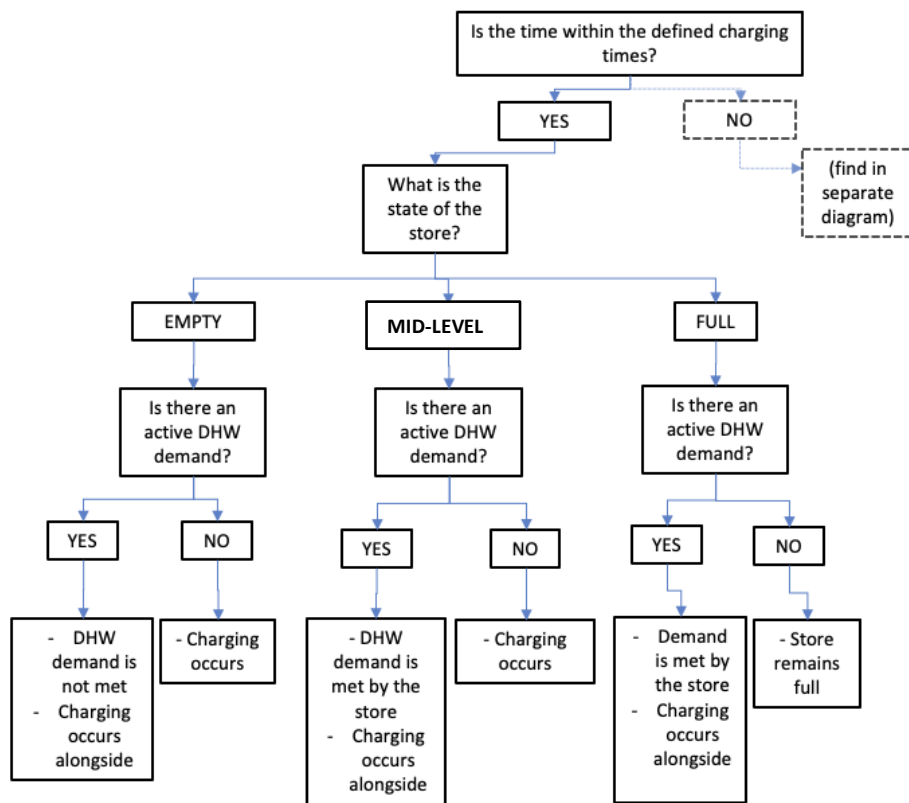 Is the time within the defined charging
times?
YES
NO
(find in
separate
diagram)
What is the
state of the
store?
EMPTY
MID-LEVEL
FULL
Is there an
active DHW
demand?
Is there an
active DHW
demand?
Is there an
active DHW
demand?
YES
NO
YES
NO
YES
NO
- DHW
demand is
not met
- Charging
occurs
alongside
- Charging
occurs
- DHW
demand is
met by the
store
- Charging
occurs
alongside
- Charging
occurs
- Demand
is met by
the store
- Charging
occurs
alongside
- Store
remains
full